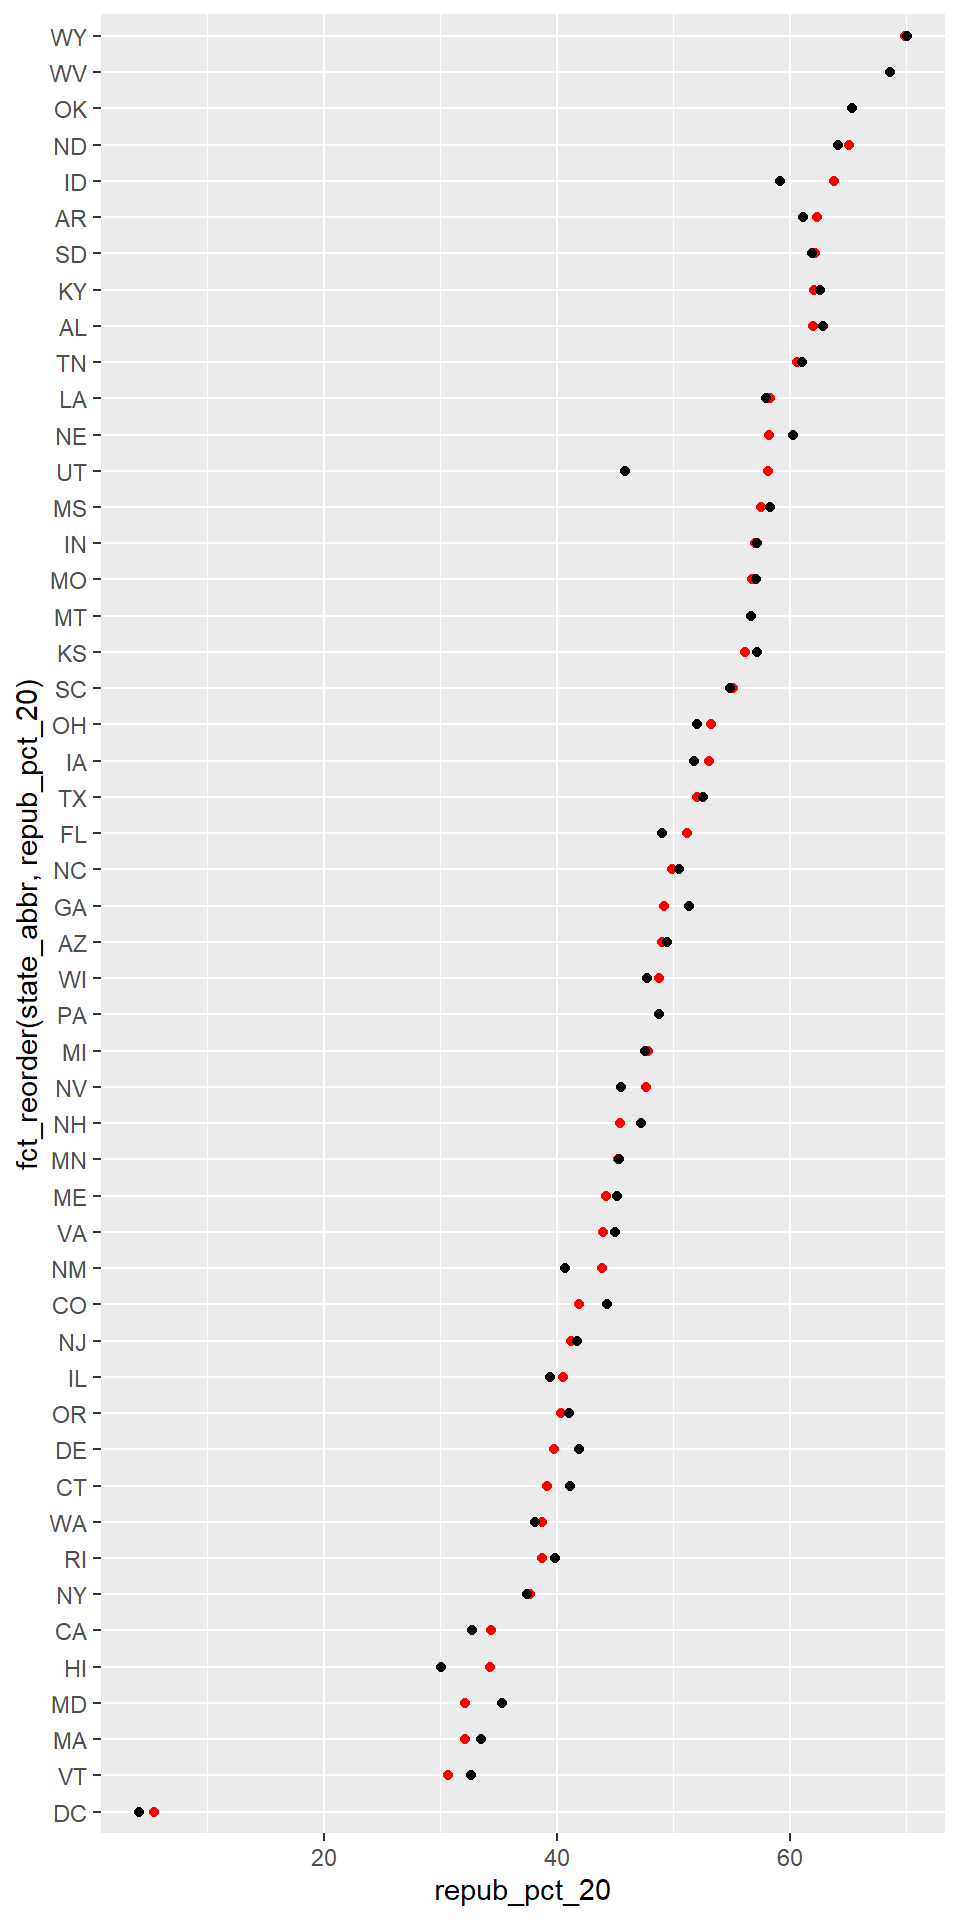 fct_reorder(state_abbr, repub_pct_20)
WY
WV
OK
ND
ID
AR
SD
KY
AL
TN
LA
NE
UT
MS
IN
MO
MT
KS
SC
OH
IA
TX
FL
NC
GA
AZ
WI
PA
MI
NV
NH
MN
ME
VA
NM
CO
NJ
IL
OR
DE
CT
WA
RI
NY
CA
HI
MD
MA
VT
DC
20 40 60
repub_pct_20